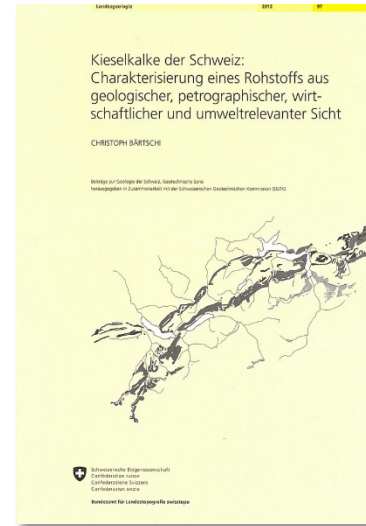 Landesgeologie 2012 97
Kieselkalke der Schweiz:
Charakterisierung eines Rohstoffs aus
geologischer, petrographischer, wirt-
schaftlicher und umweltrelevanter Sicht
CHRISTOPH BÄRTSCHI
Beiträge zur Geologie der Schweiz, Geotechnische Serie
herausgegeben in Zusammenarbeit mit der Schweizerischen Geotechnischen Kommission (SGTK)
Schweizerische Eidgenossenschaft
Confédération suisse
Confederazione Svizzera
Confederaziun svizra
Bundesamt für Landestopografie swisstopo